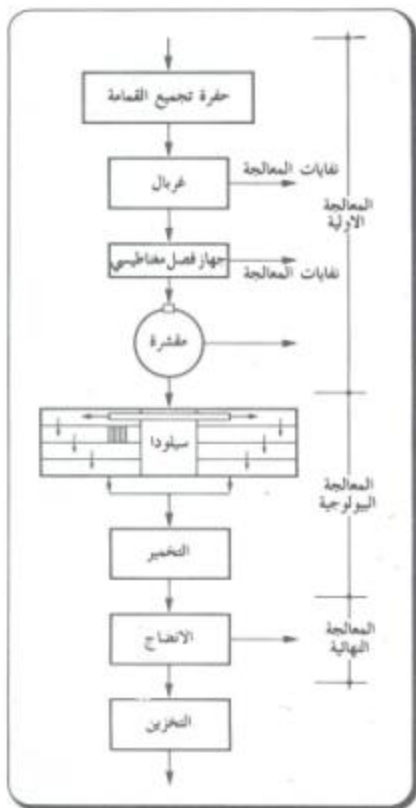 حفرة تجميع القمامة
غربال
نفايات المعالجة
المعالجة
الاولية
جهاز فصل مغناطيسي
نفايات المعالجة
مقشرة
سيلودا
المعالجة
البيولوجية
التخمير
الانضاج
المعالجة
النهائية
التخزين